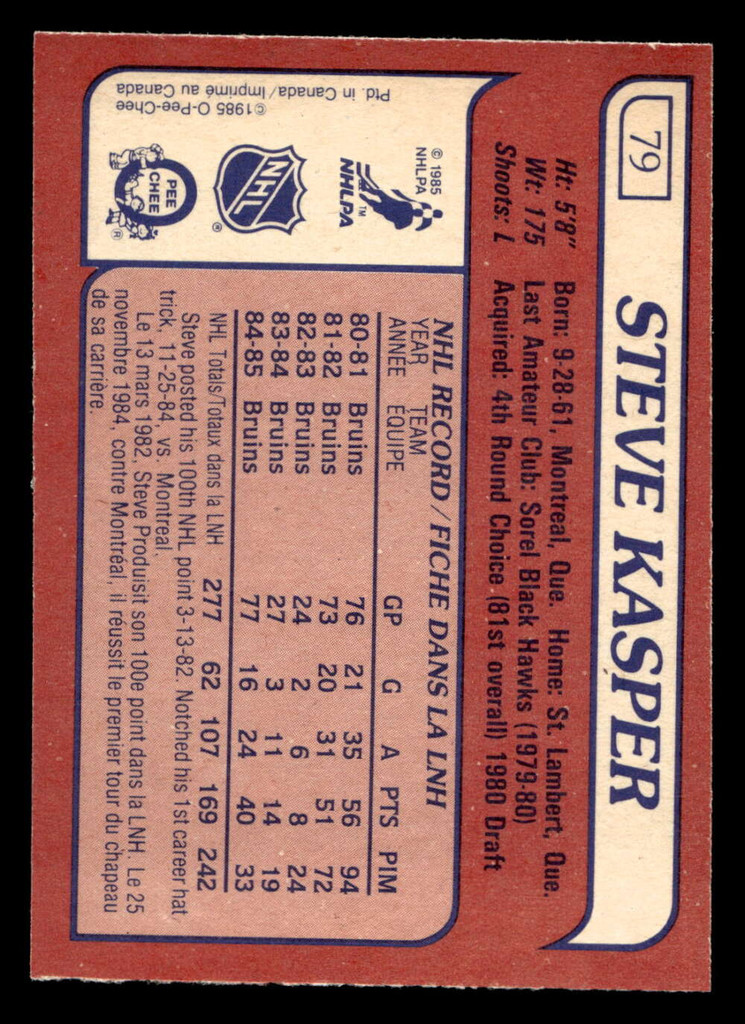 79
STEVE KASPER
Ht: 5'8" Born: 9-28-61, Montreal, Que. Home: St. Lambert, Que.
Wt: 175 Last Amateur Club: Sorel Black Hawks (1979-80)
Shoots: L Acquired: 4th Round Choice (81st overall) 1980 Draft
© 1985
NHLPA
NHLPA
TM
NHL
®
PEE
CHEE
®
©1985 O-Pee-Chee
Ptd. in Canada/Imprimé au Canada
NHL RECORD/FICHE DANS LA LNH
YEAR TEAM
ANNÉE ÉQUIPE GP G A PTS PIM
80-81 Bruins 76 21 35 56 94
81-82 Bruins 73 20 31 51 72
82-83 Bruins 24 2 6 8 24
83-84 Bruins 27 3 11 14 19
84-85 Bruins 77 16 24 40 33
NHL Totals/Totaux dans la LNH 277 62 107 169 242
Steve posted his 100th NHL point 3-13-82. Notched his 1st career hat
trick, 11-25-84, vs. Montreal.
Le 13 mars 1982, Steve Produisit son 100e point dans la LNH. Le 25
novembre 1984, contre Montréal, il réussit le premier tour du chapeau
de sa carrière.